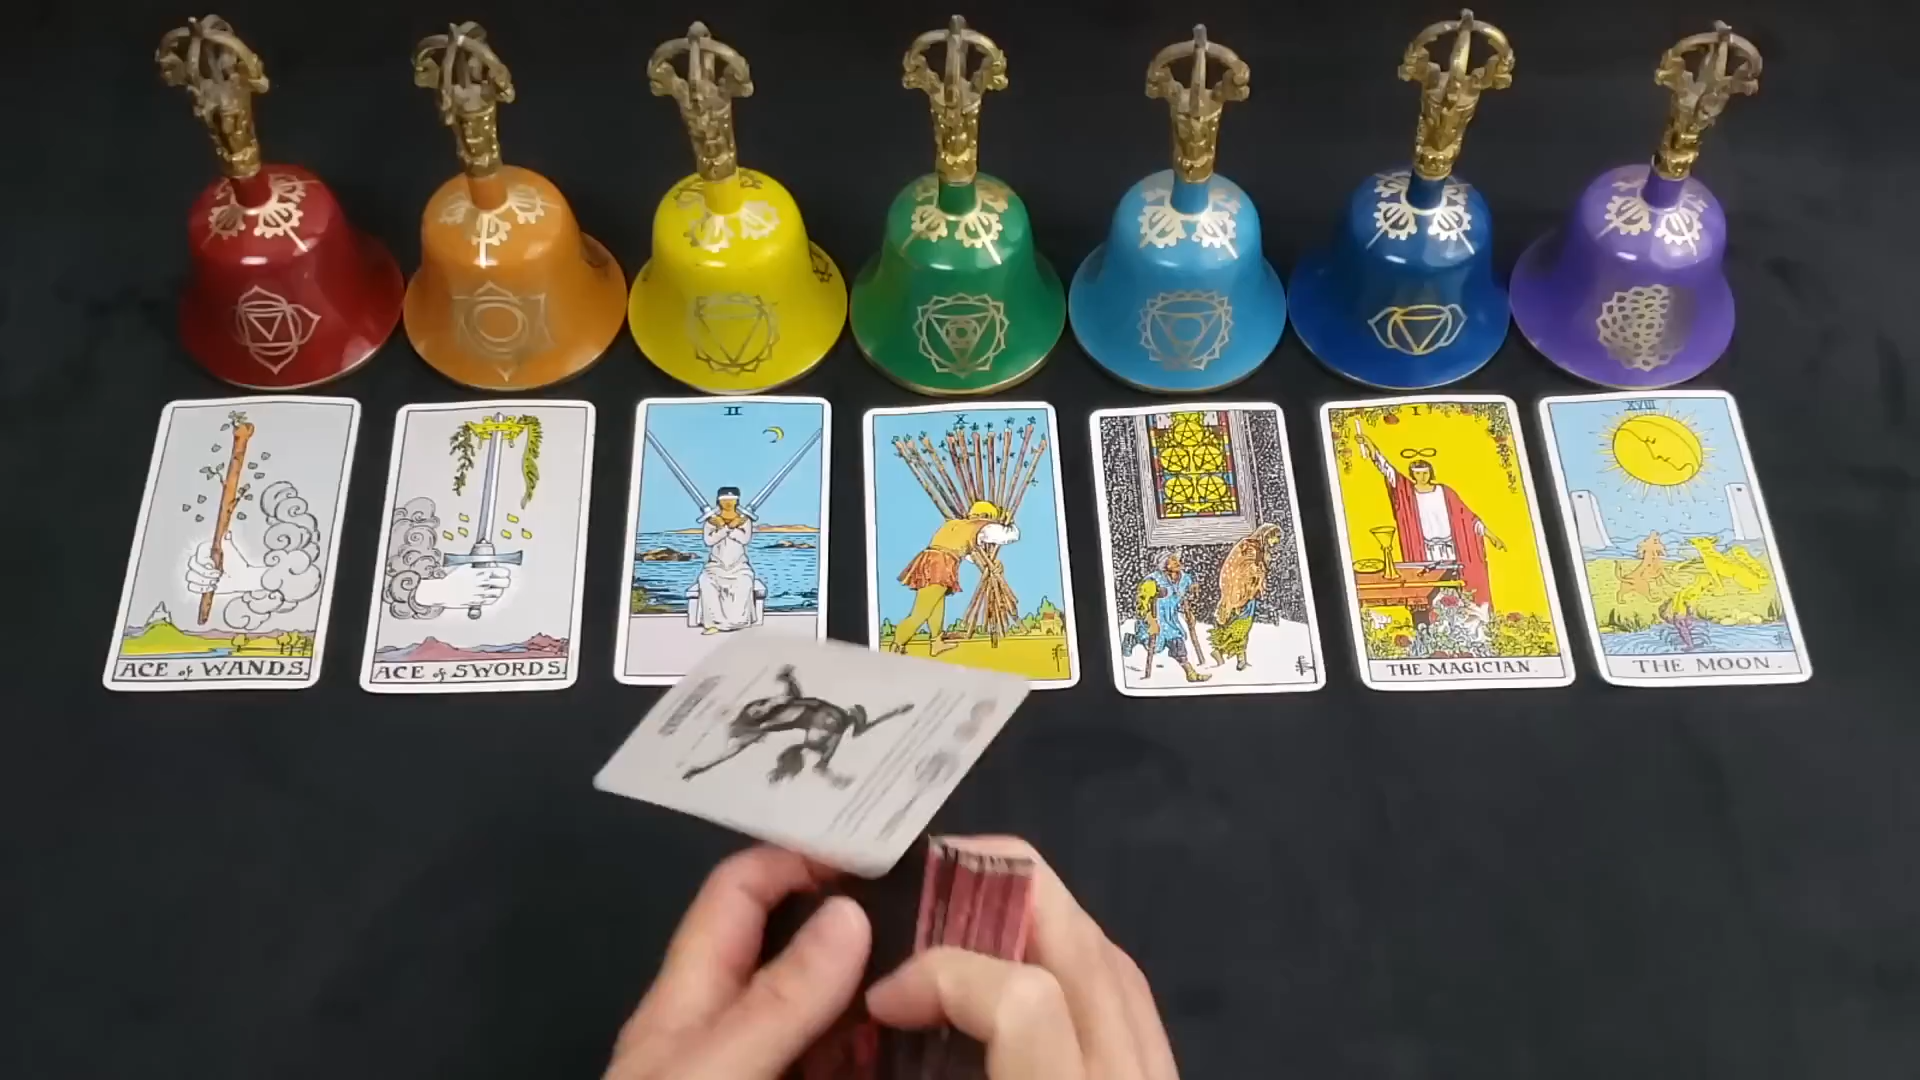 II
X
I
XVIII
ACE of WANDS.
ACE of SWORDS.
THE MAGICIAN.
THE MOON.